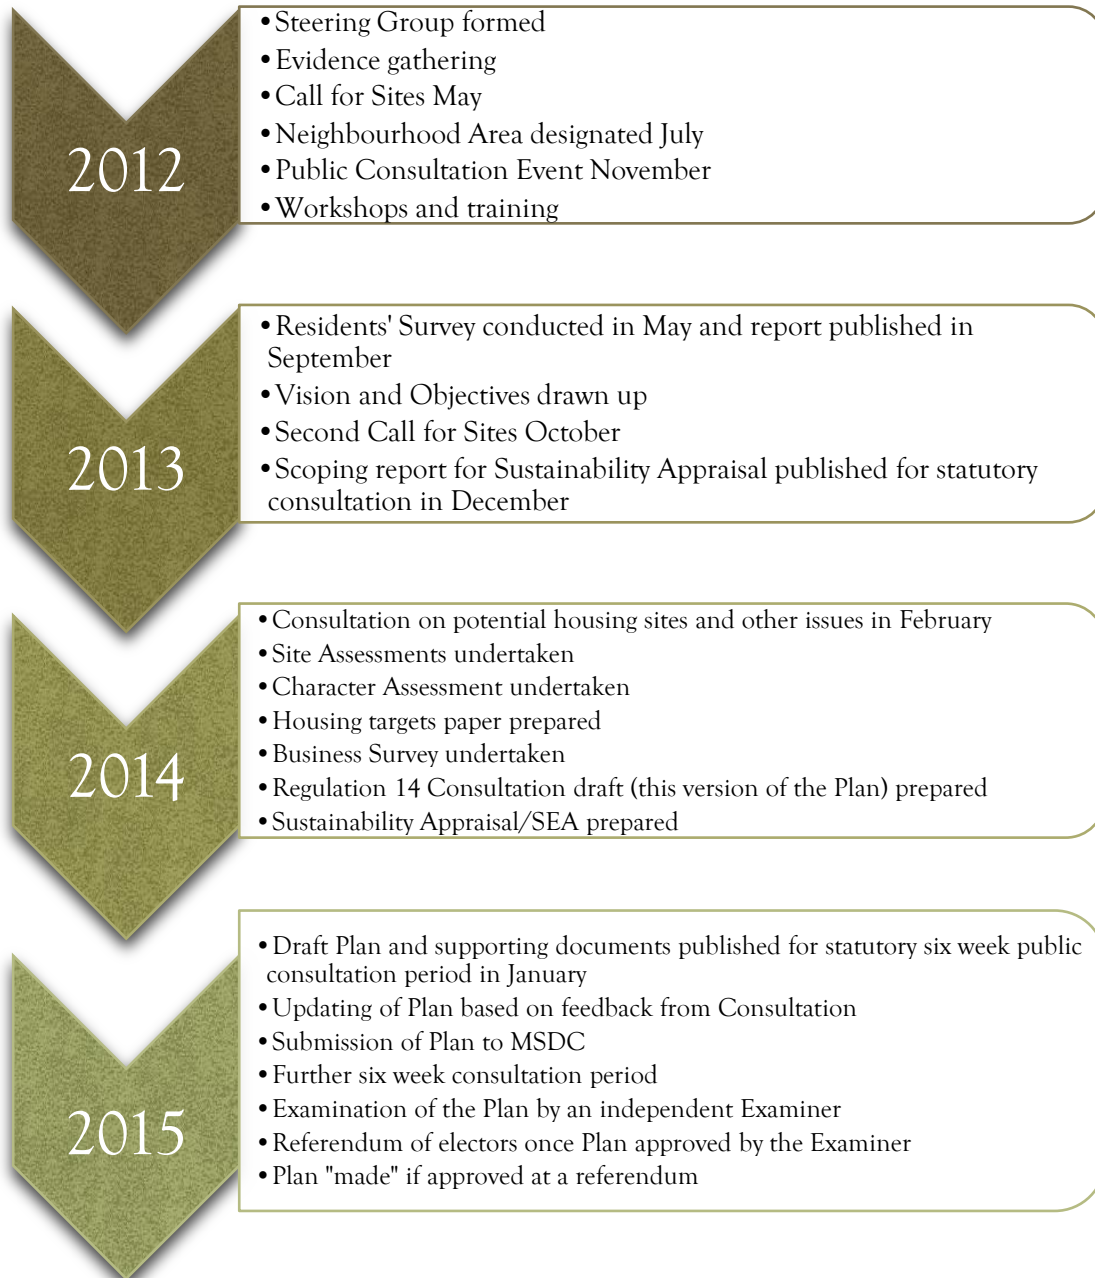 2012
• Steering Group formed
• Evidence gathering
• Call for Sites May
• Neighbourhood Area designated July
• Public Consultation Event November
• Workshops and training
2013
• Residents' Survey conducted in May and report published in
September
• Vision and Objectives drawn up
• Second Call for Sites October
• Scoping report for Sustainability Appraisal published for statutory
consultation in December
2014
• Consultation on potential housing sites and other issues in February
• Site Assessments undertaken
• Character Assessment undertaken
• Housing targets paper prepared
• Business Survey undertaken
• Regulation 14 Consultation draft (this version of the Plan) prepared
• Sustainability Appraisal/SEA prepared
2015
• Draft Plan and supporting documents published for statutory six week public
consultation period in January
• Updating of Plan based on feedback from Consultation
• Submission of Plan to MSDC
• Further six week consultation period
• Examination of the Plan by an independent Examiner
• Referendum of electors once Plan approved by the Examiner
• Plan "made" if approved at a referendum